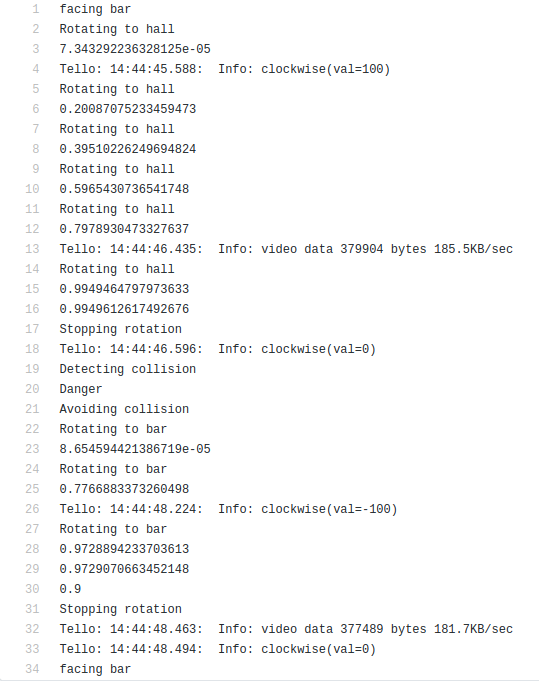 1 facing bar
2 Rotating to hall
3 7.343292236328125e-05
4 Tello: 14:44:45.588:  Info: clockwise(val=100)
5 Rotating to hall
6 0.20087075233459473
7 Rotating to hall
8 0.39510226249694824
9 Rotating to hall
10 0.5965430736541748
11 Rotating to hall
12 0.7978930473327637
13 Tello: 14:44:46.435:  Info: video data 379904 bytes 185.5KB/sec
14 Rotating to hall
15 0.9949464797973633
16 0.9949612617492676
17 Stopping rotation
18 Tello: 14:44:46.596:  Info: clockwise(val=0)
19 Detecting collision
20 Danger
21 Avoiding collision
22 Rotating to bar
23 8.654594421386719e-05
24 Rotating to bar
25 0.7766883373260498
26 Tello: 14:44:48.224:  Info: clockwise(val=-100)
27 Rotating to bar
28 0.9728894233703613
29 0.9729070663452148
30 0.9
31 Stopping rotation
32 Tello: 14:44:48.463:  Info: video data 377489 bytes 181.7KB/sec
33 Tello: 14:44:48.494:  Info: clockwise(val=0)
34 facing bar